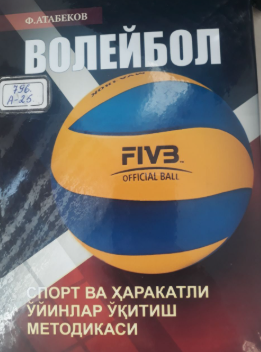 Ф.АТАБЕКОВ
ВОЛЕЙБОЛ
796.
А-26
FIVB
OFFICIAL BALL
СПОРТ ВА ҲАРАКАТЛИ
ЎЙИНЛАР ЎҚИТИШ
МЕТОДИКАСИ